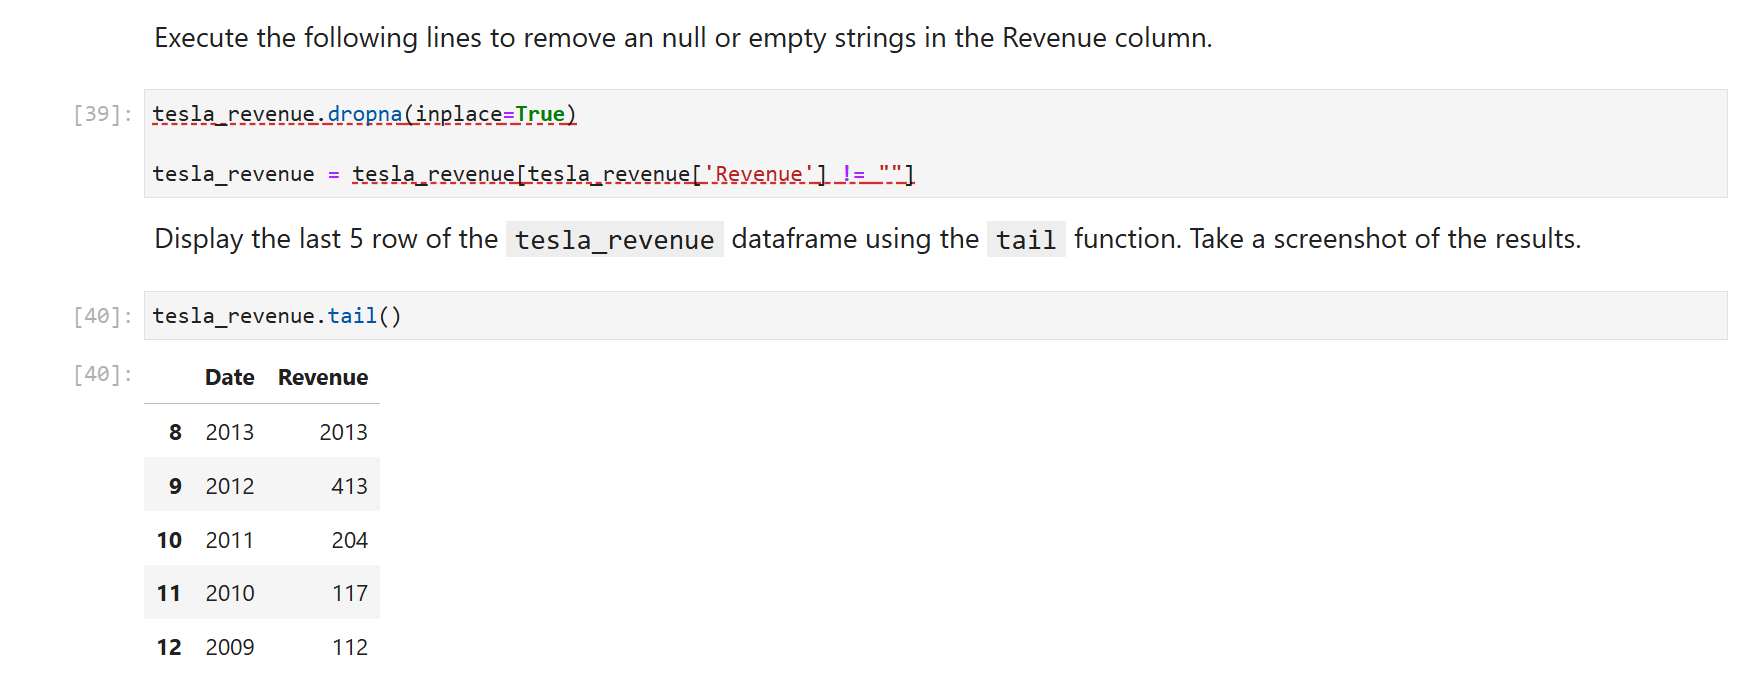 Execute the following lines to remove an null or empty strings in the Revenue column.
[39]: tesla_revenue.dropna(inplace=True)
tesla_revenue = tesla_revenue[tesla_revenue['Revenue'] != ""]
Display the last 5 row of the tesla_revenue dataframe using the tail function. Take a screenshot of the results.
[40]: tesla_revenue.tail()
[40]: Date Revenue
8 2013 2013
9 2012 413
10 2011 204
11 2010 117
12 2009 112